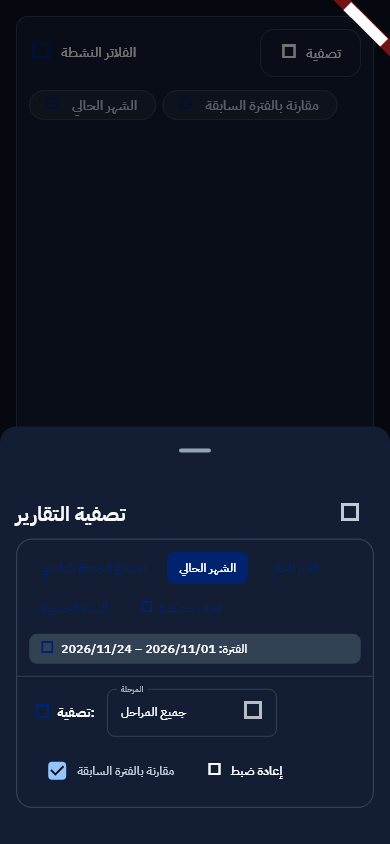 الفلاتر النشطة
تصفية
الشهر الحالي
مقارنة بالفترة السابقة
تصفية التقارير
الشهر الحالي
الفترة: 2026/11/01 – 2026/11/24
تصفية:
المرحلة
جميع المراحل
مقارنة بالفترة السابقة
إعادة ضبط